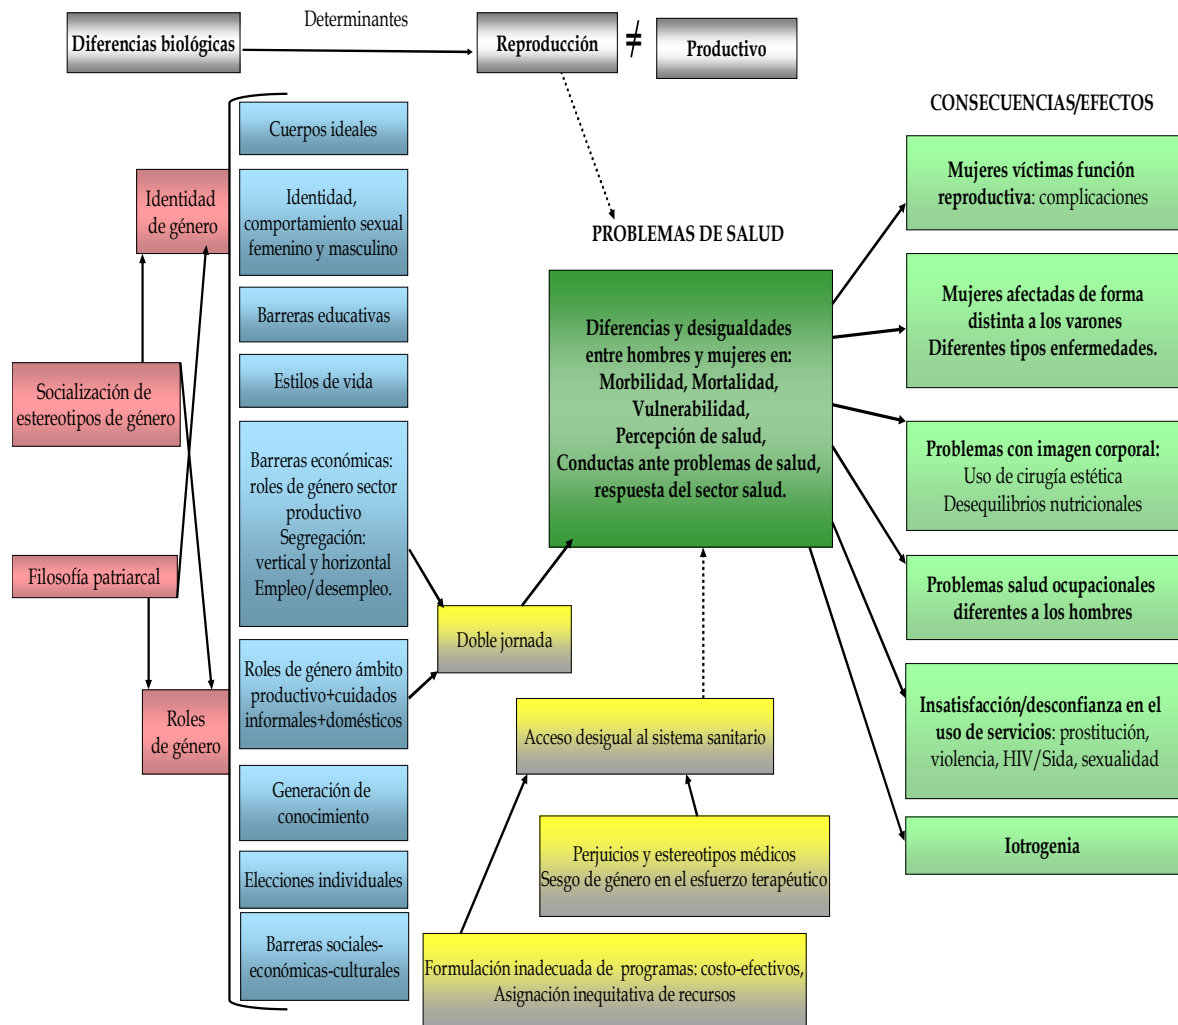 Determinantes
Diferencias biológicas
Reproducción
≠
Productivo
CONSECUENCIAS/EFECTOS
Cuerpos ideales
Identidad
de género
Identidad,
comportamiento sexual
femenino y masculino
Barreras educativas
Socialización de
estereotipos de género
Estilos de vida
Barreras económicas:
roles de género sector
productivo
Segregación:
vertical y horizontal
Empleo/desempleo.
Filosofía patriarcal
Roles
de género
Roles de género ámbito
productivo+cuidados
informales+domésticos
Generación de
conocimiento
Elecciones individuales
Barreras sociales-
económicas-culturales
Doble jornada
PROBLEMAS DE SALUD
Diferencias y desigualdades
entre hombres y mujeres en:
Morbilidad, Mortalidad,
Vulnerabilidad,
Percepción de salud,
Conductas ante problemas de salud,
respuesta del sector salud.
Acceso desigual al sistema sanitario
Perjuicios y estereotipos médicos
Sesgo de género en el esfuerzo terapéutico
Formulación inadecuada de programas: costo-efectivos,
Asignación inequitativa de recursos
Mujeres víctimas función
reproductiva: complicaciones
Mujeres afectadas de forma
distinta a los varones
Diferentes tipos enfermedades.
Problemas con imagen corporal:
Uso de cirugía estética
Desequilibrios nutricionales
Problemas salud ocupacionales
diferentes a los hombres
Insatisfacción/desconfianza en el
uso de servicios: prostitución,
violencia, HIV/Sida, sexualidad
Iotrogenia